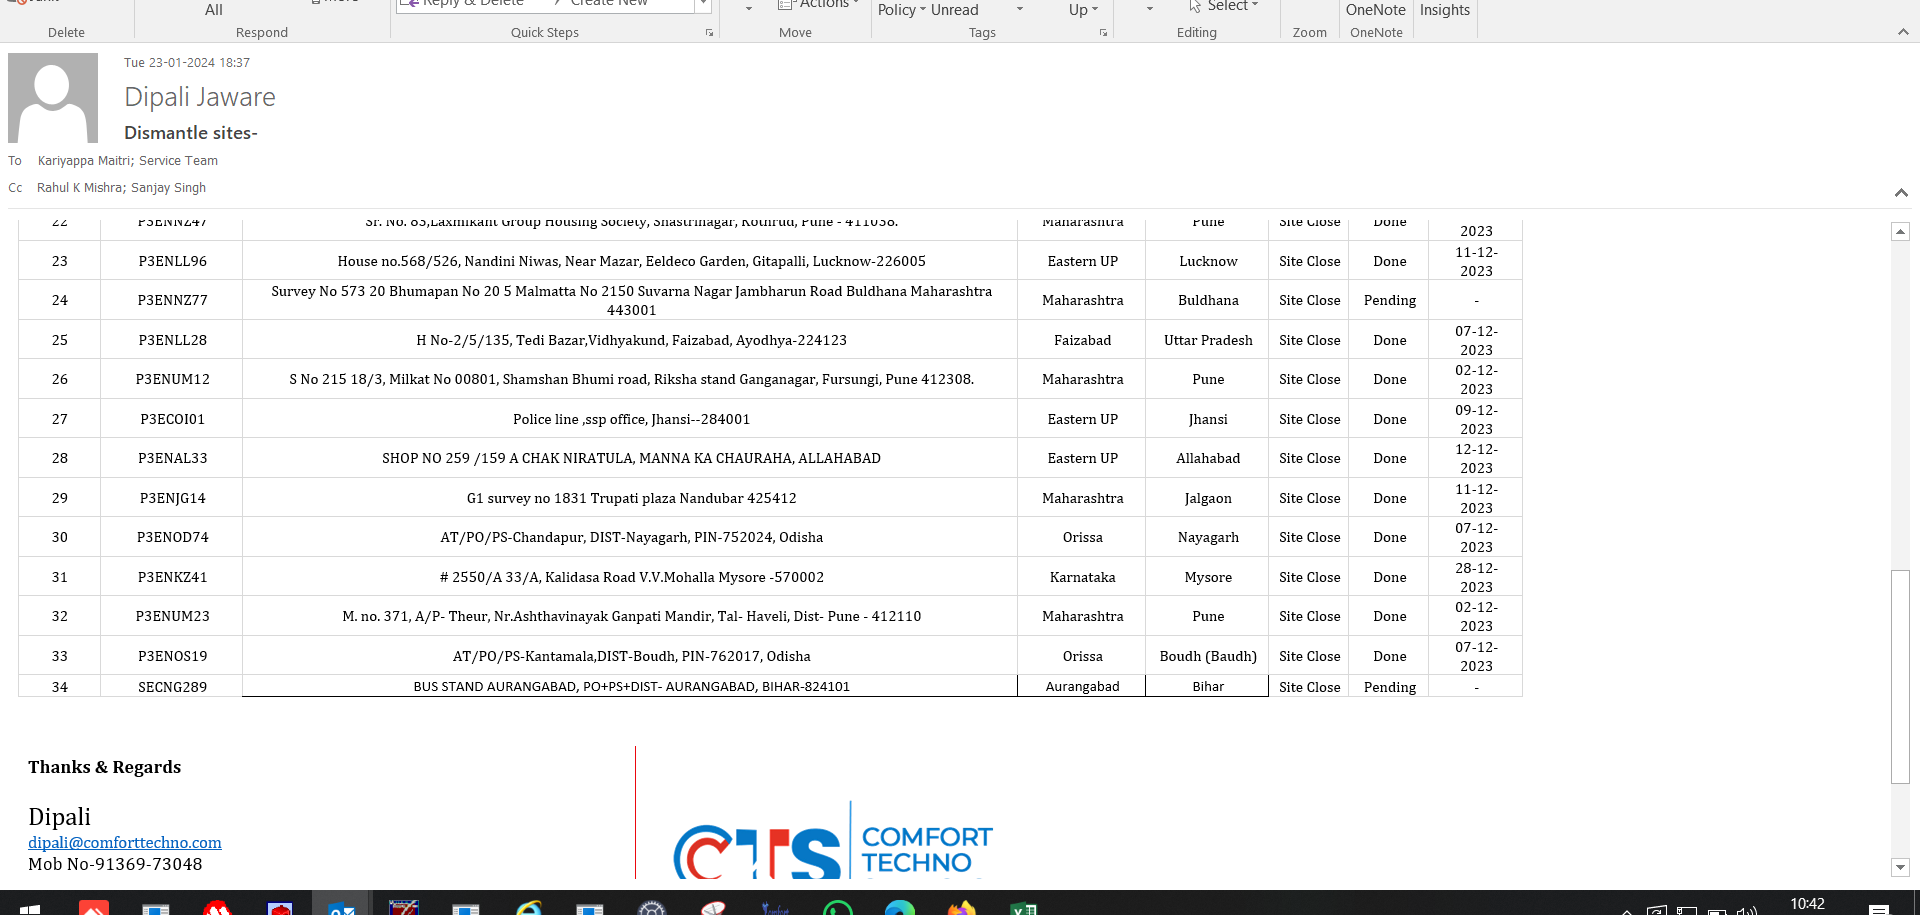 All
Reply & Delete
Create New
Actions
Policy Unread
Up
Select
OneNote Insights
Delete Respond Quick Steps Move Tags Editing Zoom OneNote
Tue 23-01-2024 18:37
Dipali Jaware
Dismantle sites-
To Kariyappa Maitri; Service Team
Cc Rahul K Mishra; Sanjay Singh
22 P3ENNZ47 Sr. No. 83,Laxmikant Group Housing Society, Shastrinagar, Kothrud, Pune - 411038. Maharashtra Pune Site Close Done
2023
23 P3ENLL96 House no.568/526, Nandini Niwas, Near Mazar, Eeldeco Garden, Gitapalli, Lucknow-226005 Eastern UP Lucknow Site Close Done 11-12-
2023
24 P3ENNZ77 Survey No 573 20 Bhumapan No 20 5 Malmatta No 2150 Suvarna Nagar Jambharun Road Buldhana Maharashtra
443001 Maharashtra Buldhana Site Close Pending -
25 P3ENLL28 H No-2/5/135, Tedi Bazar,Vidhyakund, Faizabad, Ayodhya-224123 Faizabad Uttar Pradesh Site Close Done 07-12-
2023
26 P3ENUM12 S No 215 18/3, Milkat No 00801, Shamshan Bhumi road, Riksha stand Ganganagar, Fursungi, Pune 412308. Maharashtra Pune Site Close Done 02-12-
2023
27 P3ECOI01 Police line ,ssp office, Jhansi--284001 Eastern UP Jhansi Site Close Done 09-12-
2023
28 P3ENAL33 SHOP NO 259 /159 A CHAK NIRATULA, MANNA KA CHAURAHA, ALLAHABAD Eastern UP Allahabad Site Close Done 12-12-
2023
29 P3ENJG14 G1 survey no 1831 Trupati plaza Nandubar 425412 Maharashtra Jalgaon Site Close Done 11-12-
2023
30 P3ENOD74 AT/PO/PS-Chandapur, DIST-Nayagarh, PIN-752024, Odisha Orissa Nayagarh Site Close Done 07-12-
2023
31 P3ENKZ41 # 2550/A 33/A, Kalidasa Road V.V.Mohalla Mysore -570002 Karnataka Mysore Site Close Done 28-12-
2023
32 P3ENUM23 M. no. 371, A/P- Theur, Nr.Ashthavinayak Ganpati Mandir, Tal- Haveli, Dist- Pune - 412110 Maharashtra Pune Site Close Done 02-12-
2023
33 P3ENOS19 AT/PO/PS-Kantamala,DIST-Boudh, PIN-762017, Odisha Orissa Boudh (Baudh) Site Close Done 07-12-
2023
34 SECNG289 BUS STAND AURANGABAD, PO+PS+DIST- AURANGABAD, BIHAR-824101 Aurangabad Bihar Site Close Pending -
Thanks & Regards
Dipali
dipali@comforttechno.com
Mob No-91369-73048
CTS COMFORT
TECHNO
10:42